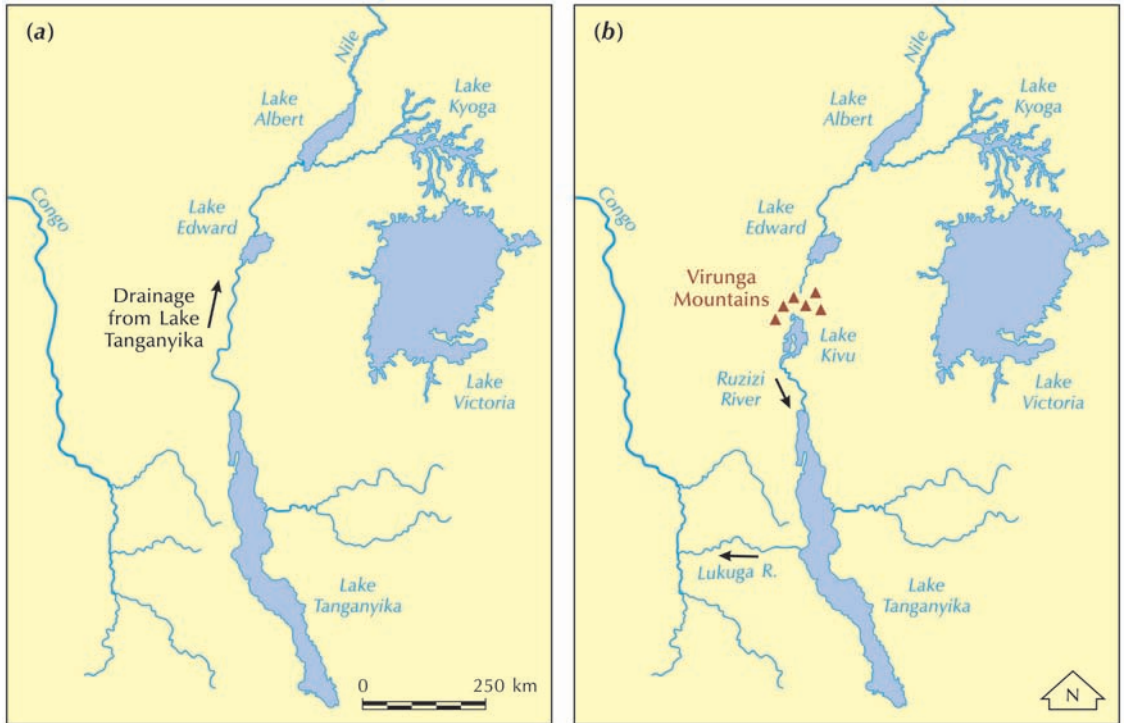 (a)
Nile
Lake
Albert
Lake
Kyoga
Congo
Lake
Edward
Drainage
from Lake
Tanganyika
Lake
Victoria
Lake
Tanganyika
0 250 km
(b)
Nile
Lake
Albert
Lake
Kyoga
Congo
Lake
Edward
Virunga
Mountains
Lake
Kivu
Ruzizi
River
Lake
Victoria
Lukuga R.
Lake
Tanganyika
N